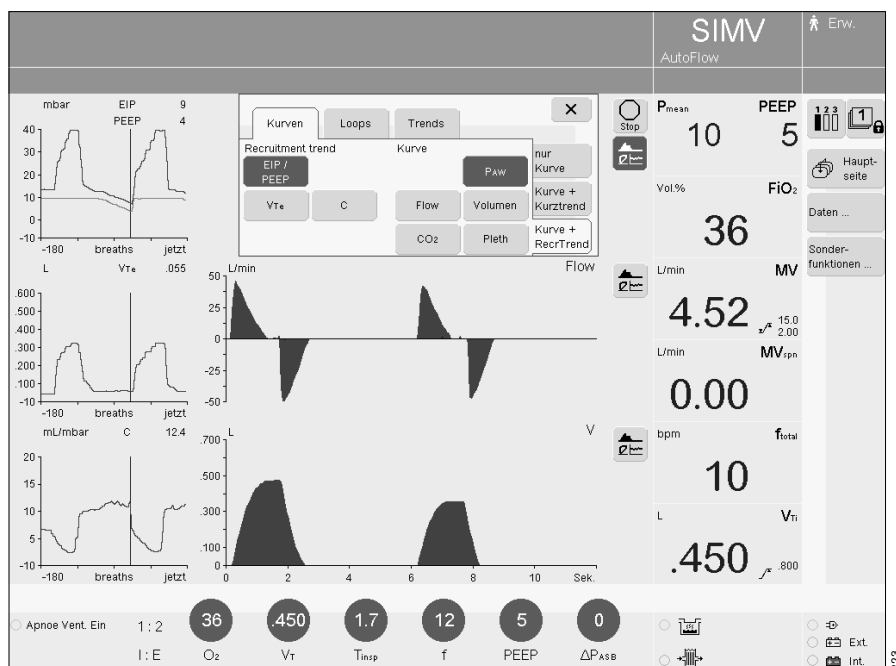 SIMV
AutoFlow
Erw.
mbar EIP 9
PEEP 4
40
30
20
10
0
-10
-180 breaths jetzt
Kurven Loops Trends
Recruitment trend Kurve
EIP / PEEP
PAW
VTe C Flow Volumen
CO2 Pleth
nur Kurve
Kurve + Kurztrend
Kurve + RecrTrend
Stop
Pmean PEEP
10 5
1 2 3
1
Haupt-
seite
Daten ...
Sonder-
funktionen ...
Vol.% FiO2
36
L/min MV
4.52 15.0
2.00
L/min MVspn
0.00
bpm ftotal
10
L VTi
.450 .800
L VTe .055
.600
.400
.300
.200
.100
-10
-180 breaths jetzt
L/min Flow
50
25
0
-25
-50
mL/mbar C 12.4
20
15
10
5
-10
-180 breaths jetzt
L V
.700
.500
.300
.100
0
0 2 4 6 8 10 Sek.
Apnoe Vent. Ein
1 : 2 36 .450 1.7 12 5 0
I : E O2 VT Tinsp f PEEP ΔPASB
Ext.
Int.